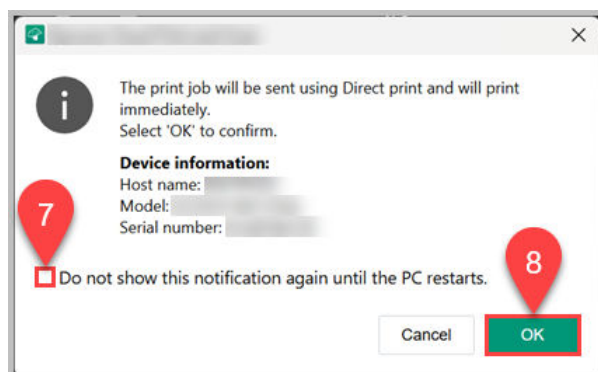 The print job will be sent using Direct print and will print
immediately.
Select 'OK' to confirm.
Device information:
Host name:
Model:
Serial number:
7
Do not show this notification again until the PC restarts.
8
Cancel
OK